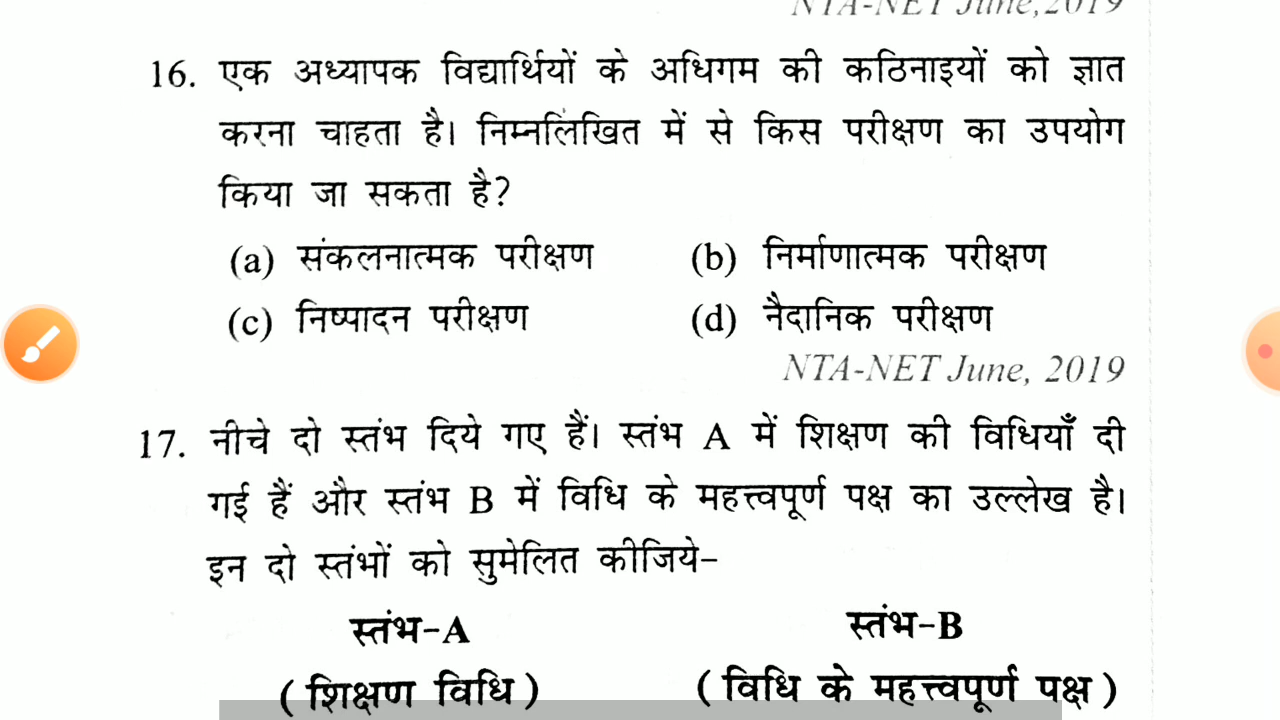 NTA-NET June, 2019
16. एक अध्यापक विद्यार्थियों के अधिगम की कठिनाइयों को ज्ञात
करना चाहता है। निम्नलिखित में से किस परीक्षण का उपयोग
किया जा सकता है?
(a) संकलनात्मक परीक्षण (b) निर्माणात्मक परीक्षण
(c) निष्पादन परीक्षण (d) नैदानिक परीक्षण
NTA-NET June, 2019
17. नीचे दो स्तंभ दिये गए हैं। स्तंभ A में शिक्षण की विधियाँ दी
गई हैं और स्तंभ B में विधि के महत्त्वपूर्ण पक्ष का उल्लेख है।
इन दो स्तंभों को सुमेलित कीजिये–
स्तंभ-A स्तंभ-B
(शिक्षण विधि) (विधि के महत्त्वपूर्ण पक्ष)